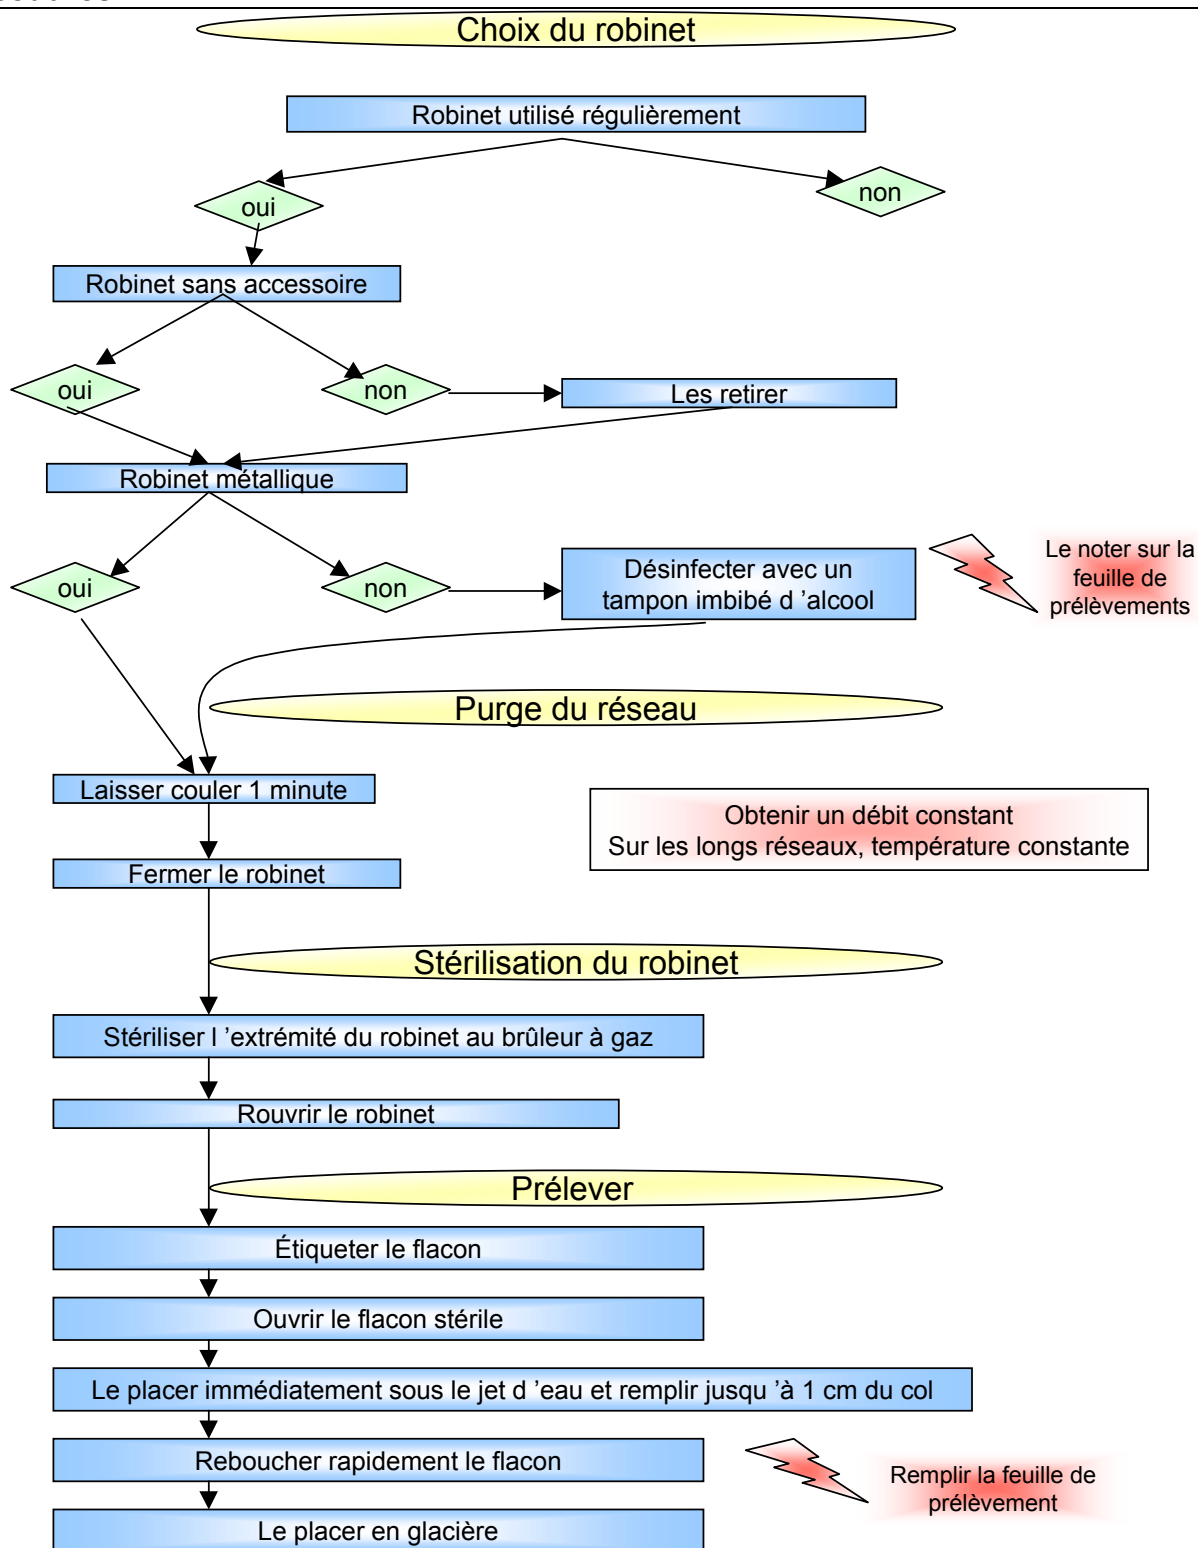 Choix du robinet
Robinet utilisé régulièrement
oui
non
Robinet sans accessoire
oui
non
Les retirer
Robinet métallique
oui
non
Désinfecter avec un
tampon imbibé d ’alcool
Le noter sur la
feuille de
prélèvements
Purge du réseau
Laisser couler 1 minute
Obtenir un débit constant
Sur les longs réseaux, température constante
Fermer le robinet
Stérilisation du robinet
Stériliser l ’extrémité du robinet au brûleur à gaz
Rouvrir le robinet
Prélever
Étiqueter le flacon
Ouvrir le flacon stérile
Le placer immédiatement sous le jet d ’eau et remplir jusqu ’à 1 cm du col
Reboucher rapidement le flacon
Remplir la feuille de
prélèvement
Le placer en glacière